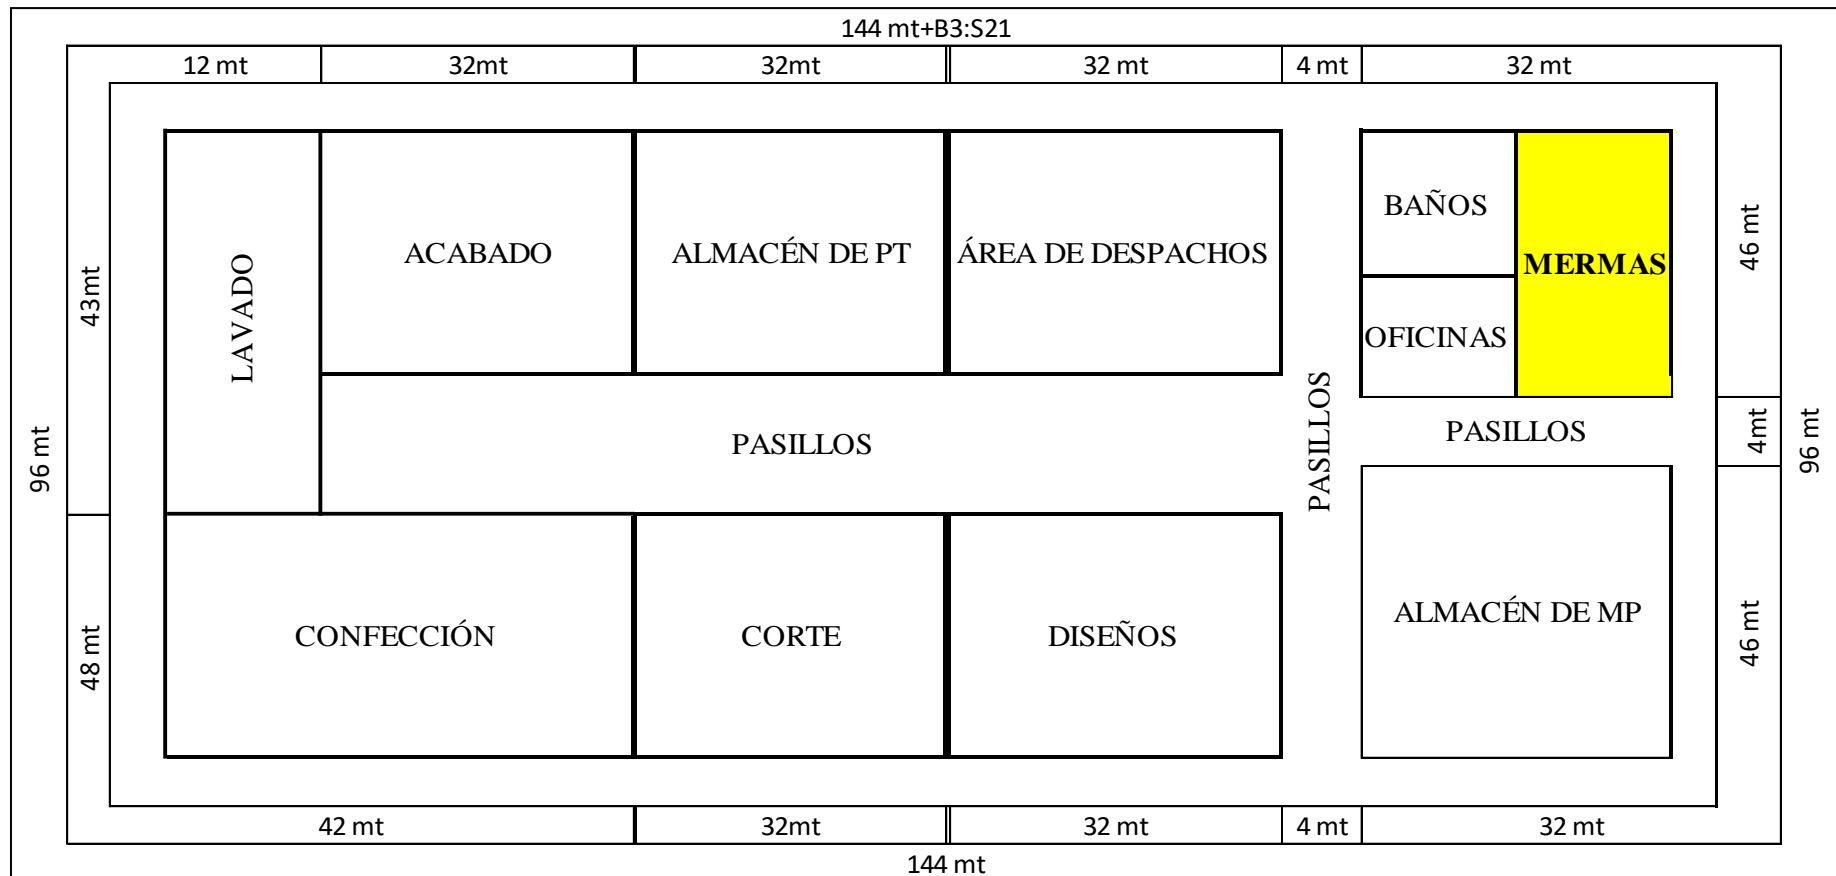 144 mt+B3:S21
12 mt 32mt 32mt 32 mt 4 mt 32 mt
BAÑOS
ACABADO ALMACÉN DE PT ÁREA DE DESPACHOS
MERMAS
46 mt
43mt
LAVADO
OFICINAS
PASILLOS
PASILLOS
PASILLOS
4mt
96 mt
96 mt
CONFECCIÓN CORTE DISEÑOS
ALMACÉN DE MP
48 mt
46 mt
42 mt 32mt 32 mt 4 mt 32 mt
144 mt